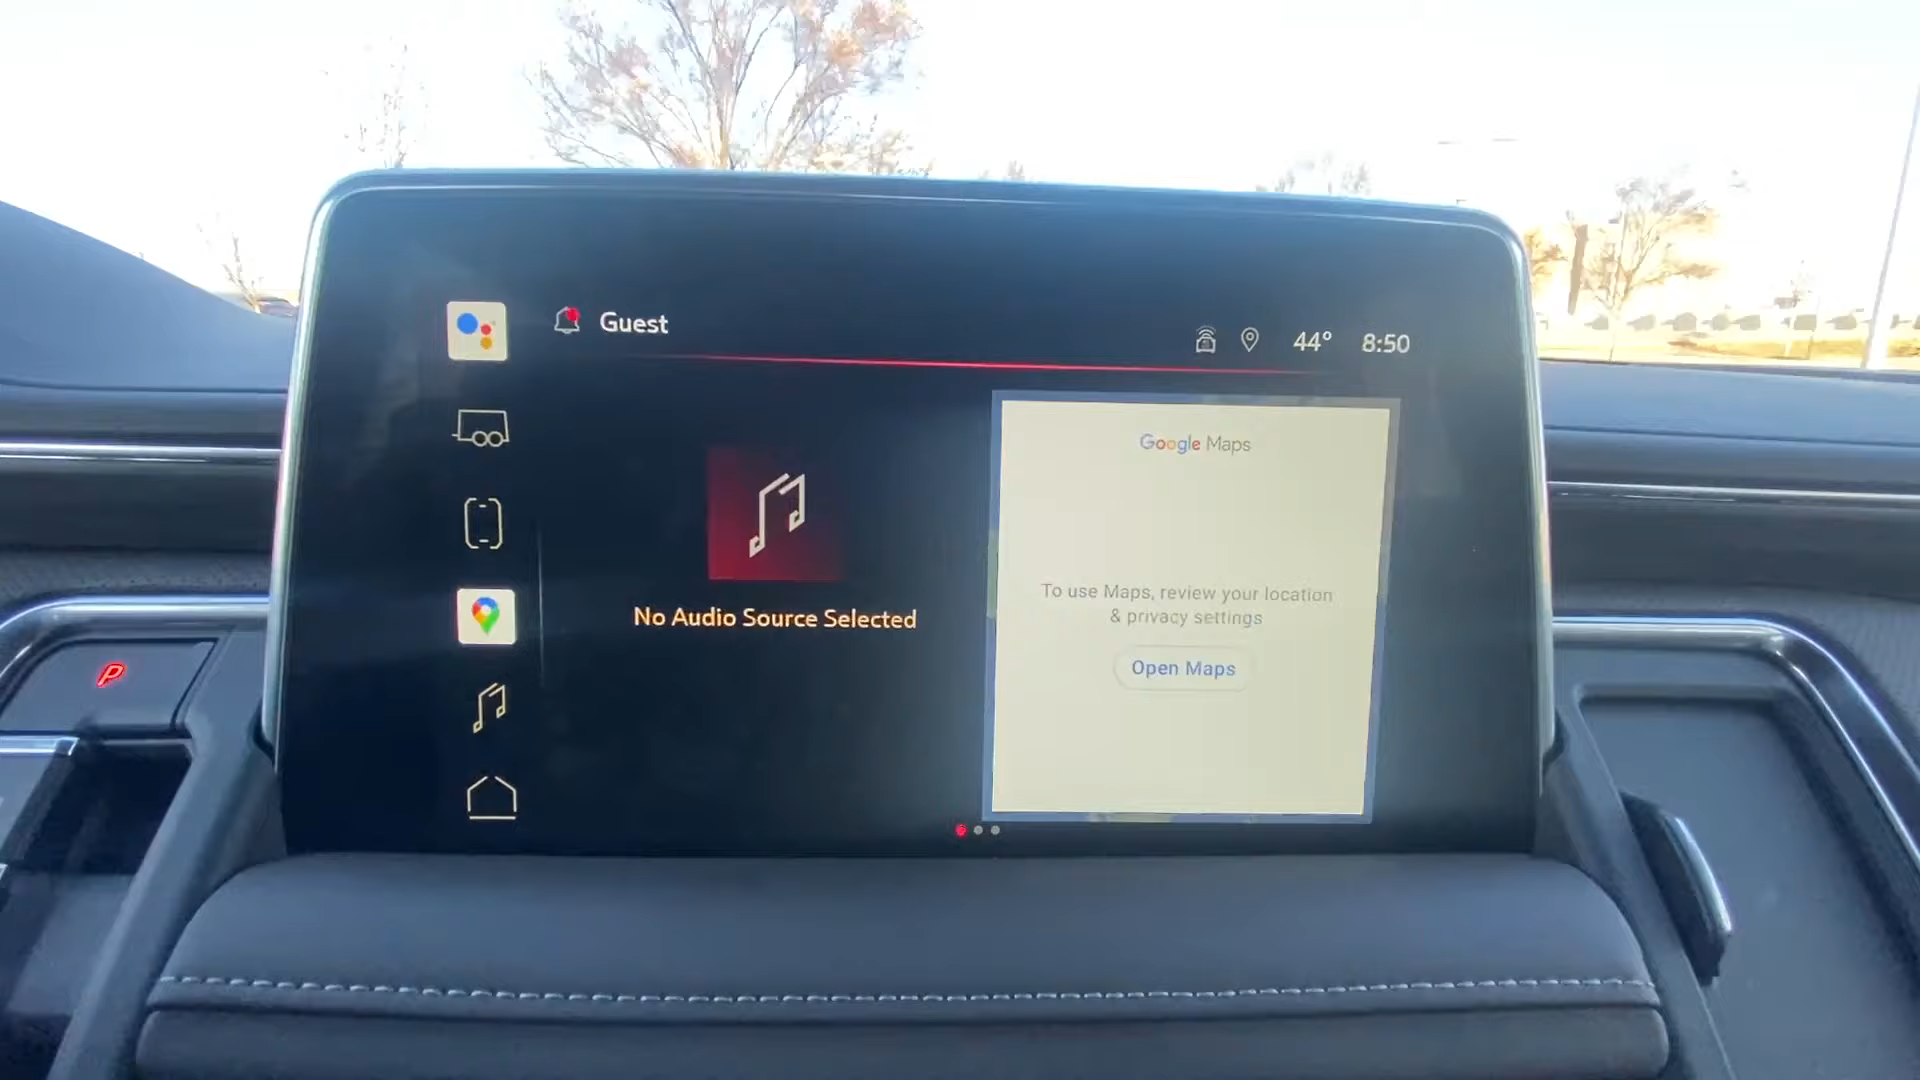 Guest
44° 8:50
Google Maps
To use Maps, review your location
& privacy settings
Open Maps
No Audio Source Selected
P